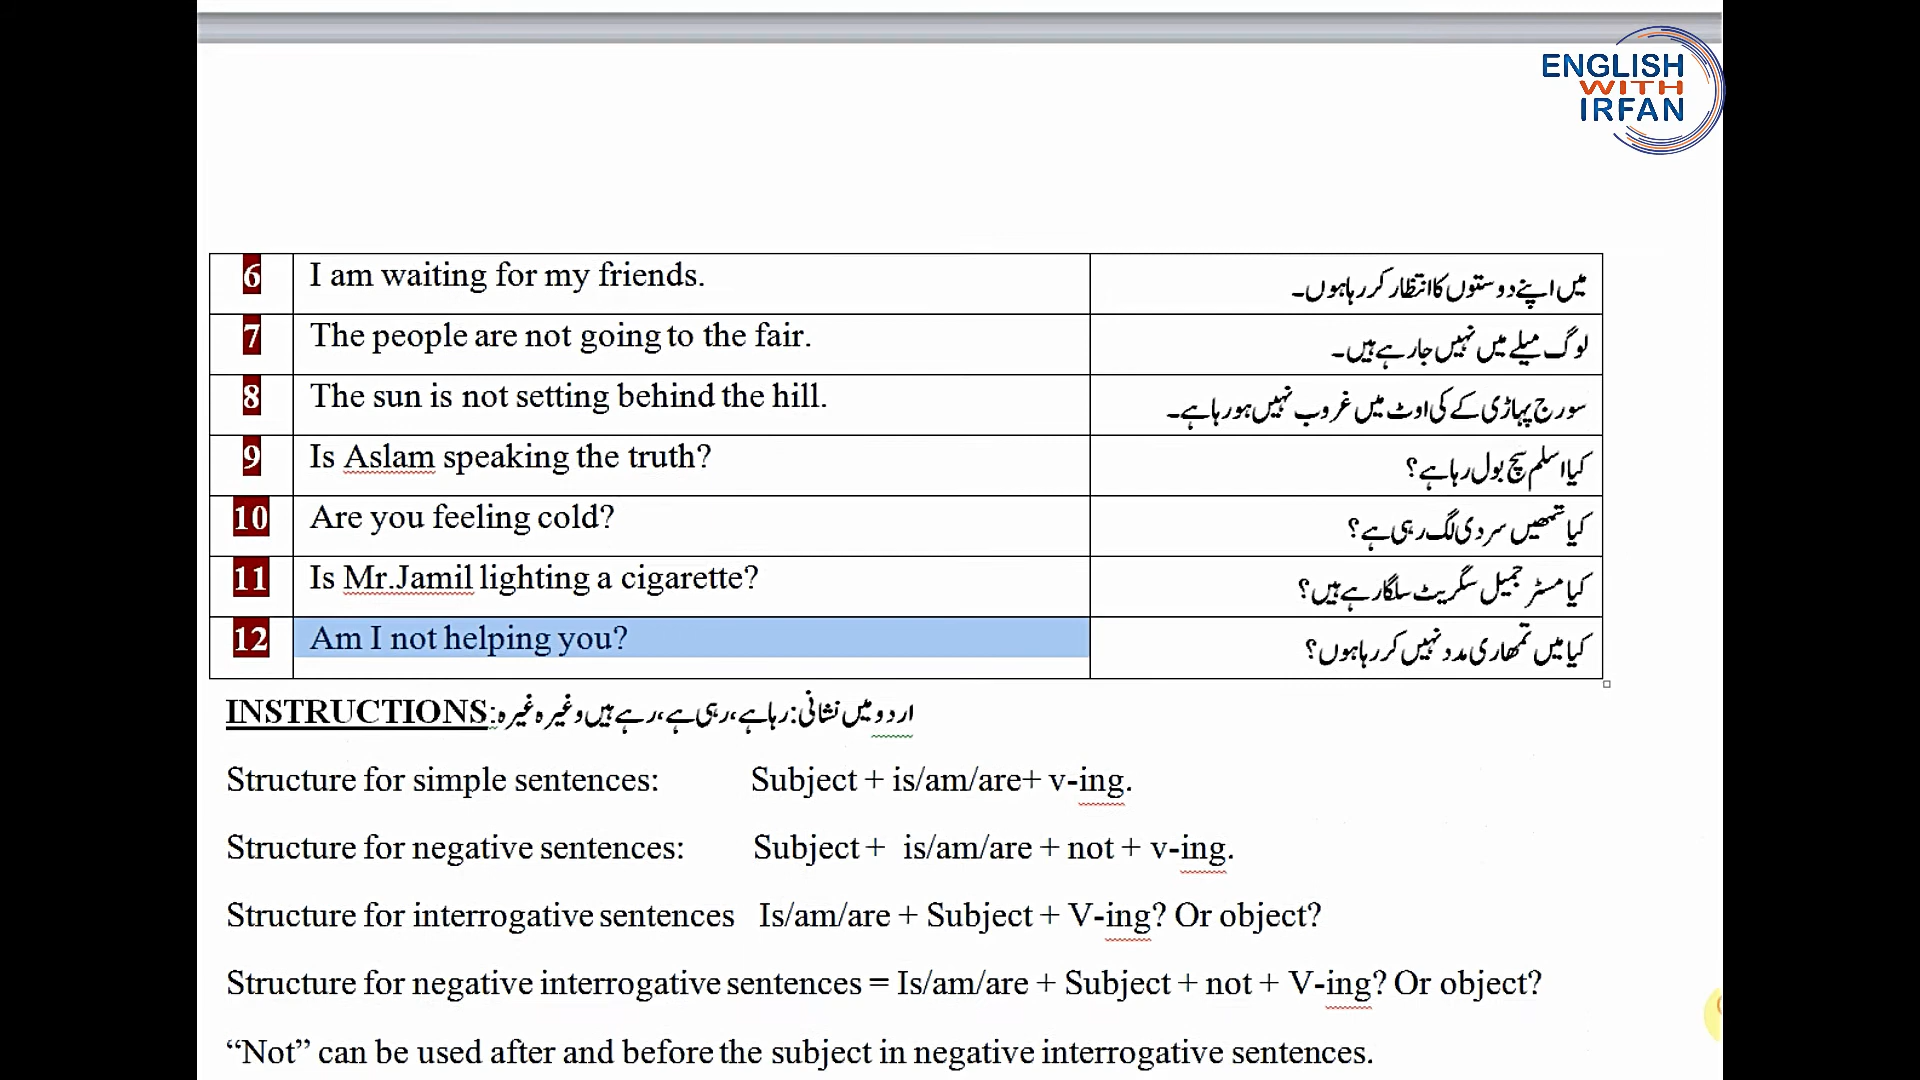 ENGLISH
WITH
IRFAN
6 I am waiting for my friends. میں اپنے دوستوں کا انتظار کر رہا ہوں۔
7 The people are not going to the fair. لوگ میلے میں نہیں جا رہے ہیں۔
8 The sun is not setting behind the hill. سورج پہاڑی کے کی اوٹ میں غروب نہیں ہو رہا ہے۔
9 Is Aslam speaking the truth? کیا اسلم سچ بول رہا ہے؟
10 Are you feeling cold? کیا تمھیں سردی لگ رہی ہے؟
11 Is Mr.Jamil lighting a cigarette? کیا مسٹر جمیل سگریٹ سلگا رہے ہیں؟
12 Am I not helping you? کیا میں تمھاری مدد نہیں کر رہا ہوں؟
INSTRUCTIONS: اردو میں نشانی: رہا ہے، رہی ہے، رہے ہیں وغیرہ غیرہ
Structure for simple sentences: Subject + is/am/are+ v-ing.
Structure for negative sentences: Subject + is/am/are + not + v-ing.
Structure for interrogative sentences Is/am/are + Subject + V-ing? Or object?
Structure for negative interrogative sentences = Is/am/are + Subject + not + V-ing? Or object?
“Not” can be used after and before the subject in negative interrogative sentences.